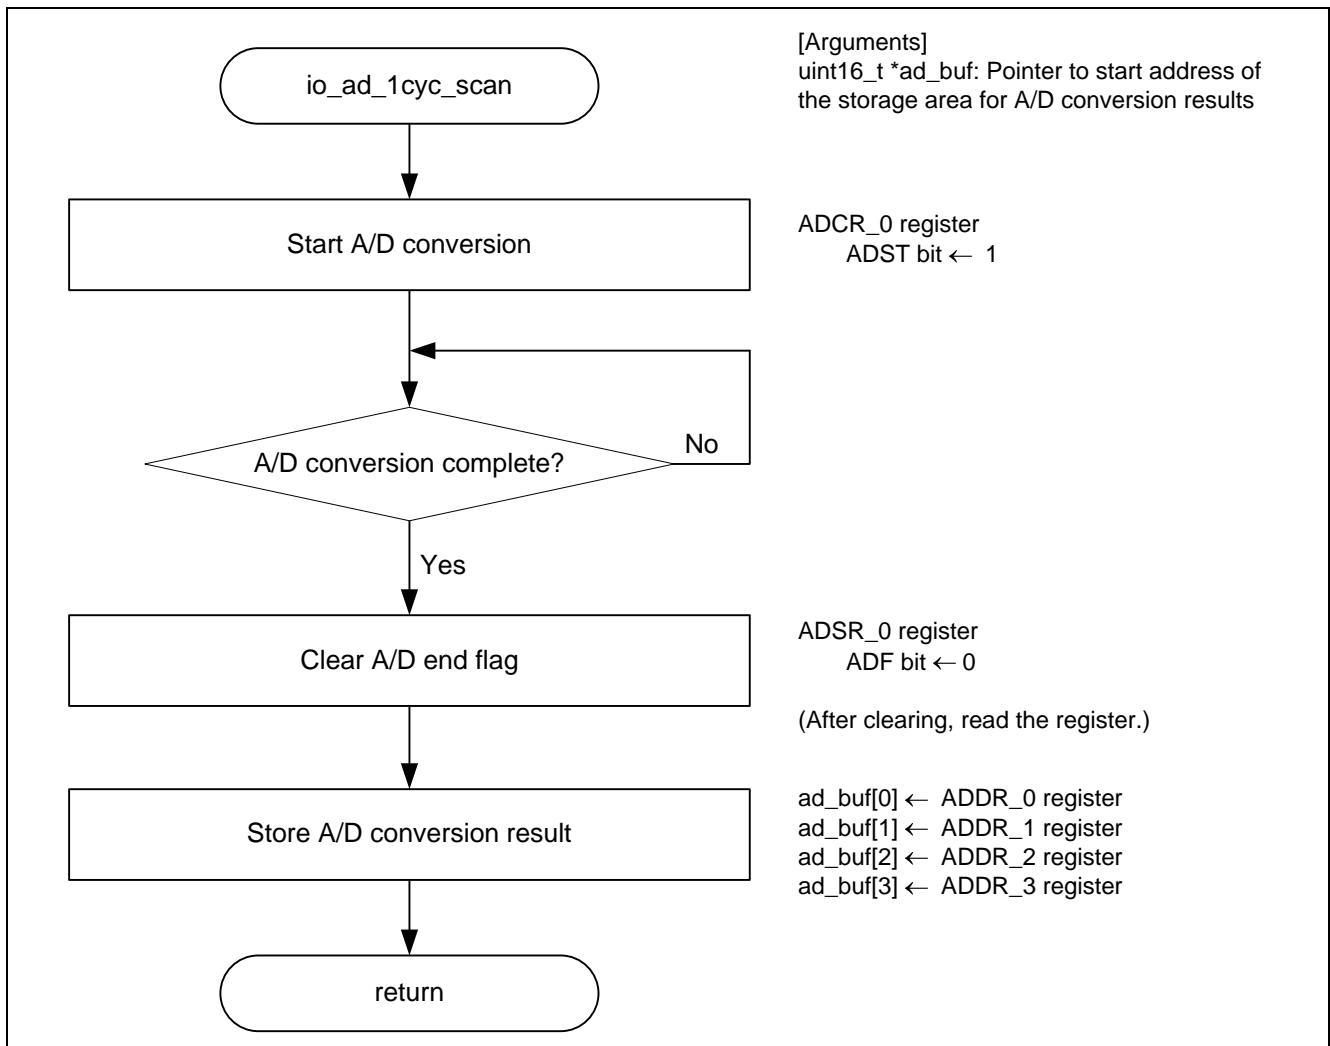 io_ad_1cyc_scan
[Arguments]
uint16_t *ad_buf: Pointer to start address of
the storage area for A/D conversion results
Start A/D conversion
ADCR_0 register
ADST bit ← 1
A/D conversion complete?
No
Yes
Clear A/D end flag
ADSR_0 register
ADF bit ← 0
(After clearing, read the register.)
Store A/D conversion result
ad_buf[0] ← ADDR_0 register
ad_buf[1] ← ADDR_1 register
ad_buf[2] ← ADDR_2 register
ad_buf[3] ← ADDR_3 register
return